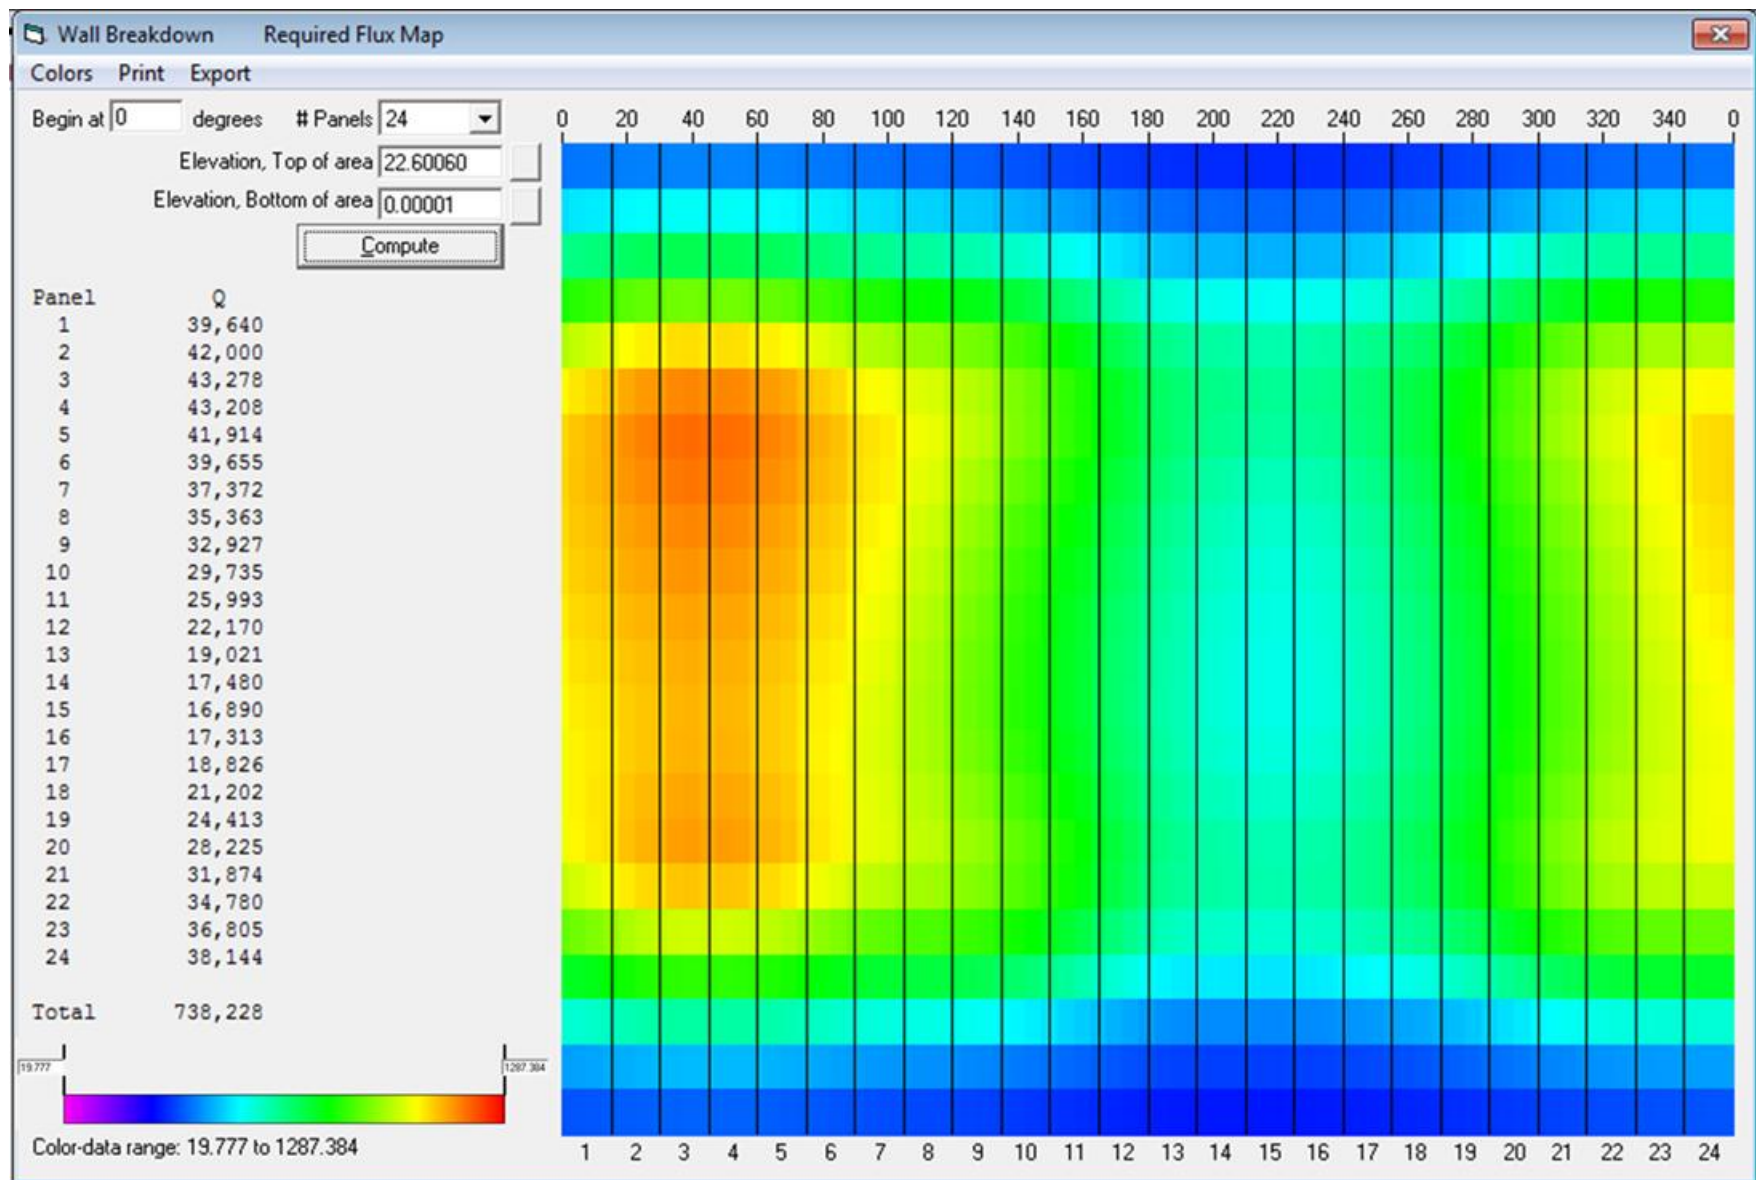 Wall Breakdown Required Flux Map
Colors Print Export
Begin at 0 degrees # Panels 24
Elevation, Top of area 22.60060
Elevation, Bottom of area 0.00001
Compute
Panel Q
1 39,640
2 42,000
3 43,278
4 43,208
5 41,914
6 39,655
7 37,372
8 35,363
9 32,927
10 29,735
11 25,993
12 22,170
13 19,021
14 17,480
15 16,890
16 17,313
17 18,826
18 21,202
19 24,413
20 28,225
21 31,874
22 34,780
23 36,805
24 38,144
Total 738,228
19.777 1287.384
Color-data range: 19.777 to 1287.384
0 20 40 60 80 100 120 140 160 180 200 220 240 260 280 300 320 340 0
1 2 3 4 5 6 7 8 9 10 11 12 13 14 15 16 17 18 19 20 21 22 23 24